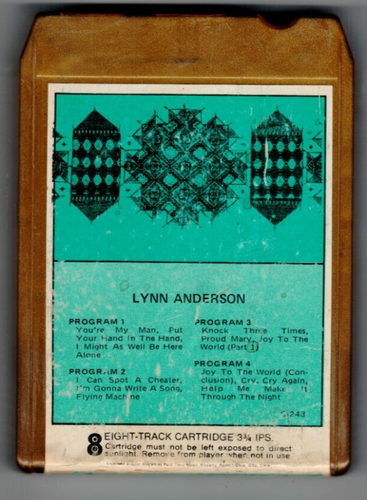 LYNN ANDERSON
PROGRAM 1
You're My Man, Put
Your Hand In The Hand,
I Might As Well Be Here
Alone
PROGRAM 2
I Can Spot A Cheater,
I'm Gonna Write A Song,
Flying Machine
PROGRAM 3
Knock Three Times,
Proud Mary, Joy To The
World (Part 1)
PROGRAM 4
Joy To The World (Con-
clusion), Cry, Cry Again,
Help Me Make It
Through The Night
243
8 EIGHT-TRACK CARTRIDGE 3¾ IPS.
Cartridge must not be left exposed to direct
sunlight. Remove from player when not in use